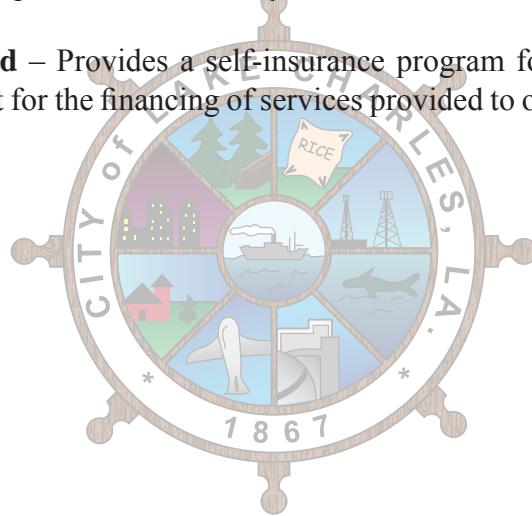 d – Provides a self-insurance program fo
t for the financing of services provided to o
CITY of LAKE CHARLES, LA.
RICE
* 1867 *